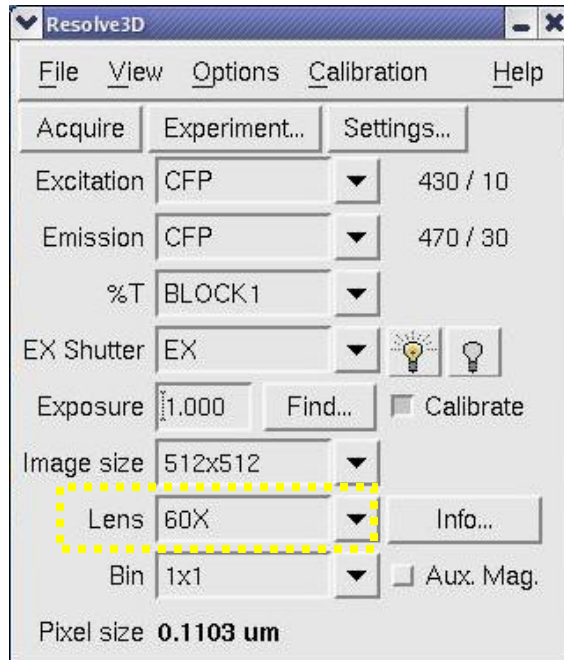 Resolve3D
File View Options Calibration Help
Acquire Experiment... Settings...
Excitation CFP 430 / 10
Emission CFP 470 / 30
%T BLOCK1
EX Shutter EX
Exposure 1.000 Find... Calibrate
Image size 512x512
Lens 60X Info...
Bin 1x1 Aux. Mag.
Pixel size 0.1103 um